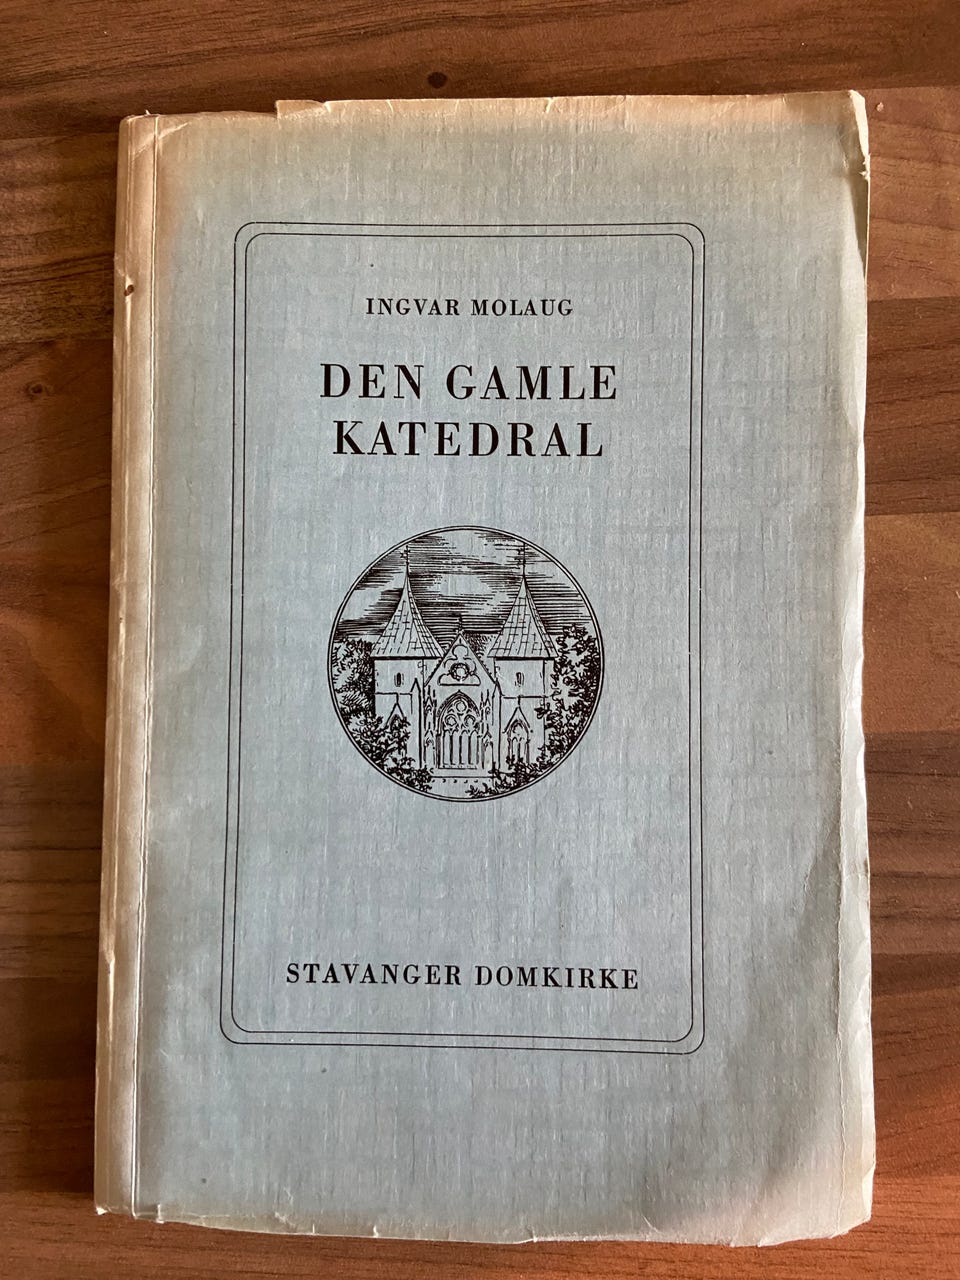 INGVAR MOLAUG
DEN GAMLE
KATEDRAL
STAVANGER DOMKIRKE